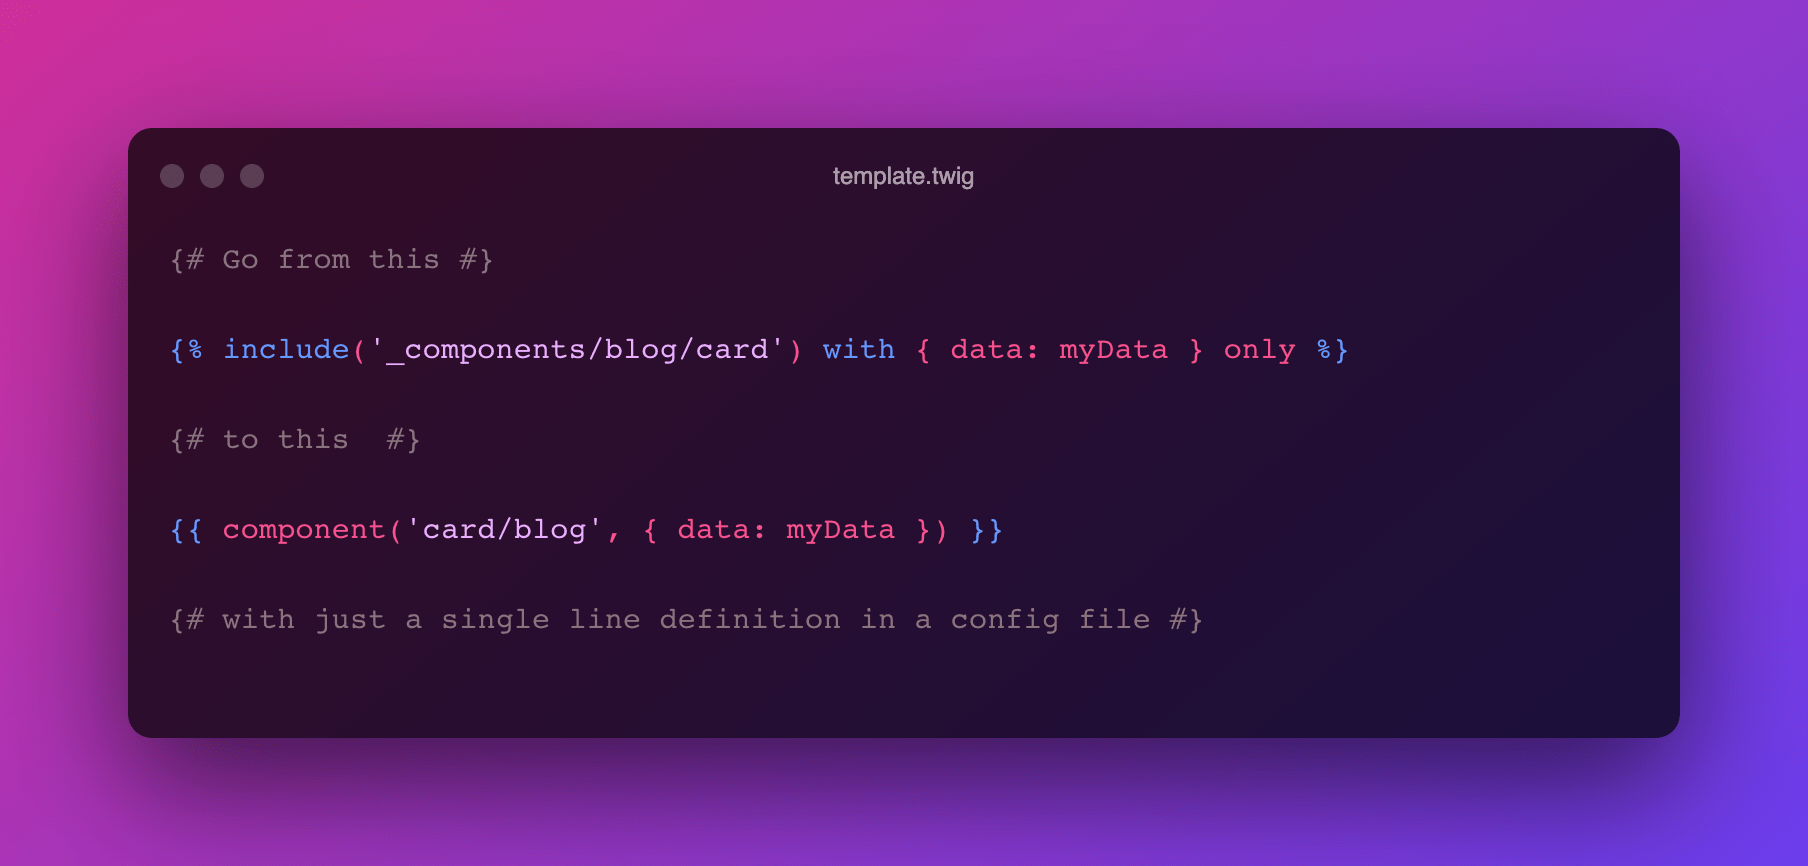 template.twig
{# Go from this #}
{% include('_components/blog/card') with { data: myData } only %}
{# to this  #}
{{ component('card/blog', { data: myData }) }}
{# with just a single line definition in a config file #}